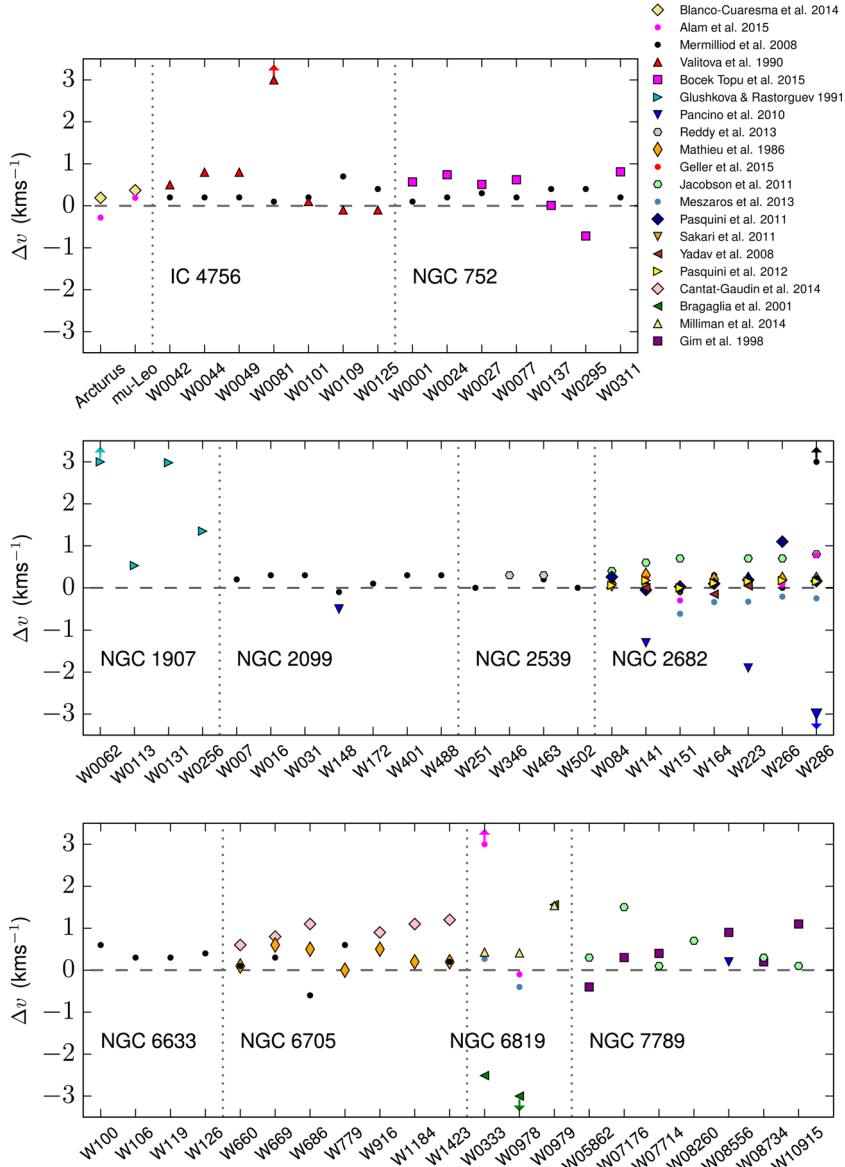 Blanco-Cuaresma et al. 2014
Alam et al. 2015
Mermilliod et al. 2008
Valitova et al. 1990
Bocek Topu et al. 2015
Glushkova & Rastorguev 1991
Pancino et al. 2010
Reddy et al. 2013
Mathieu et al. 1986
Geller et al. 2015
Jacobson et al. 2011
Meszaros et al. 2013
Pasquini et al. 2011
Sakari et al. 2011
Yadav et al. 2008
Pasquini et al. 2012
Cantat-Gaudin et al. 2014
Bragaglia et al. 2001
Milliman et al. 2014
Gim et al. 1998
Δv (kms⁻¹)
3
2
1
0
−1
−2
−3
IC 4756 NGC 752
Arcturus mu-Leo W0042 W0044 W0049 W0081 W0101 W0109 W0125 W0001 W0024 W0027 W0077 W0137 W0295 W0311
Δv (kms⁻¹)
3
2
1
0
−1
−2
−3
NGC 1907 NGC 2099 NGC 2539 NGC 2682
W0062 W0113 W0131 W0256 W007 W016 W031 W148 W172 W401 W488 W251 W346 W463 W502 W084 W141 W151 W164 W223 W266 W286
Δv (kms⁻¹)
3
2
1
0
−1
−2
−3
NGC 6633 NGC 6705 NGC 6819 NGC 7789
W100 W106 W119 W126 W660 W669 W686 W779 W916 W1184 W1423 W0333 W0978 W0979 W05862 W07176 W07714 W08260 W08556 W08734 W10915